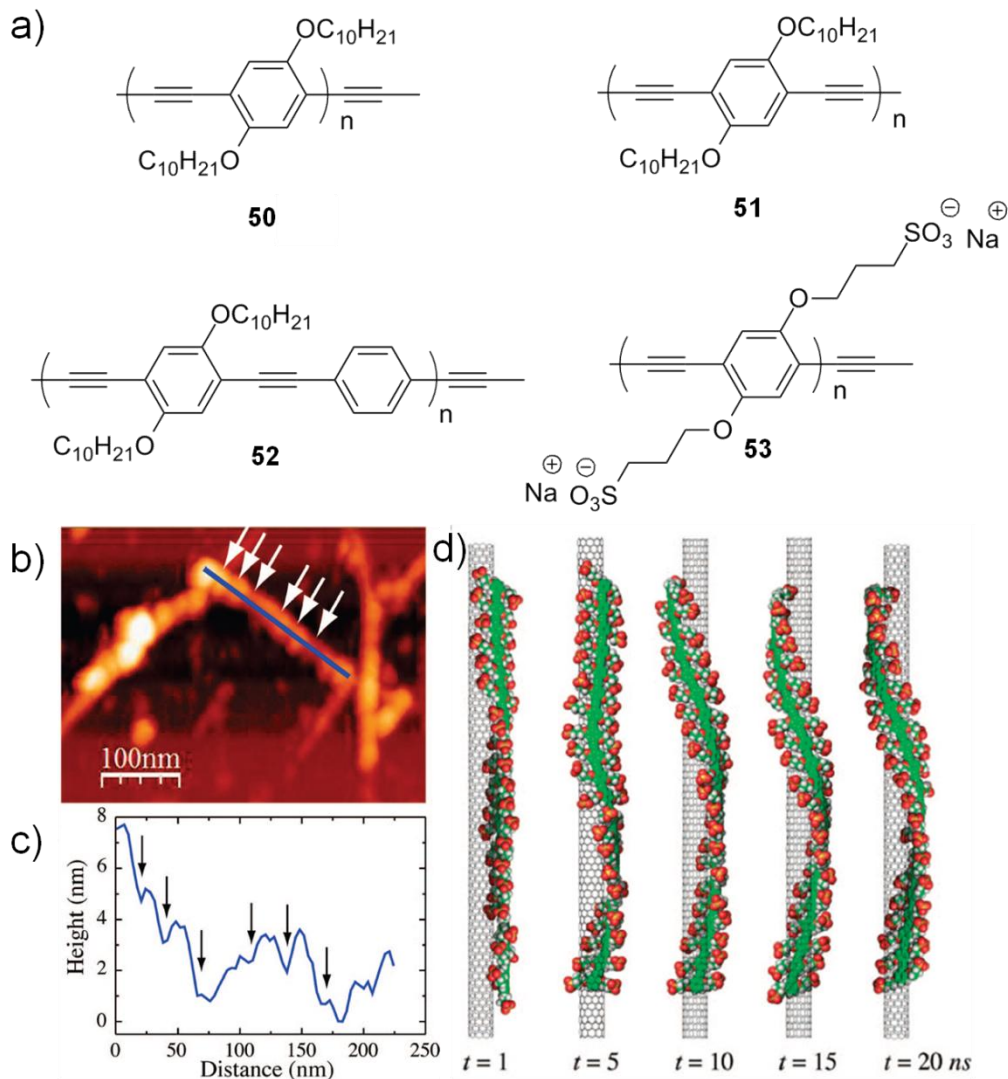 a)
OC10H21
n
C10H21O
50
OC10H21
n
C10H21O
51
OC10H21
n
C10H21O
52
⊖ ⊕
SO3 Na
O
n
O
53
⊕ ⊖
Na O3S
b)
100nm
c)
Height (nm)
8
6
4
2
0
0 50 100 150 200 250
Distance (nm)
d)
t = 1 t = 5 t = 10 t = 15 t = 20 ns